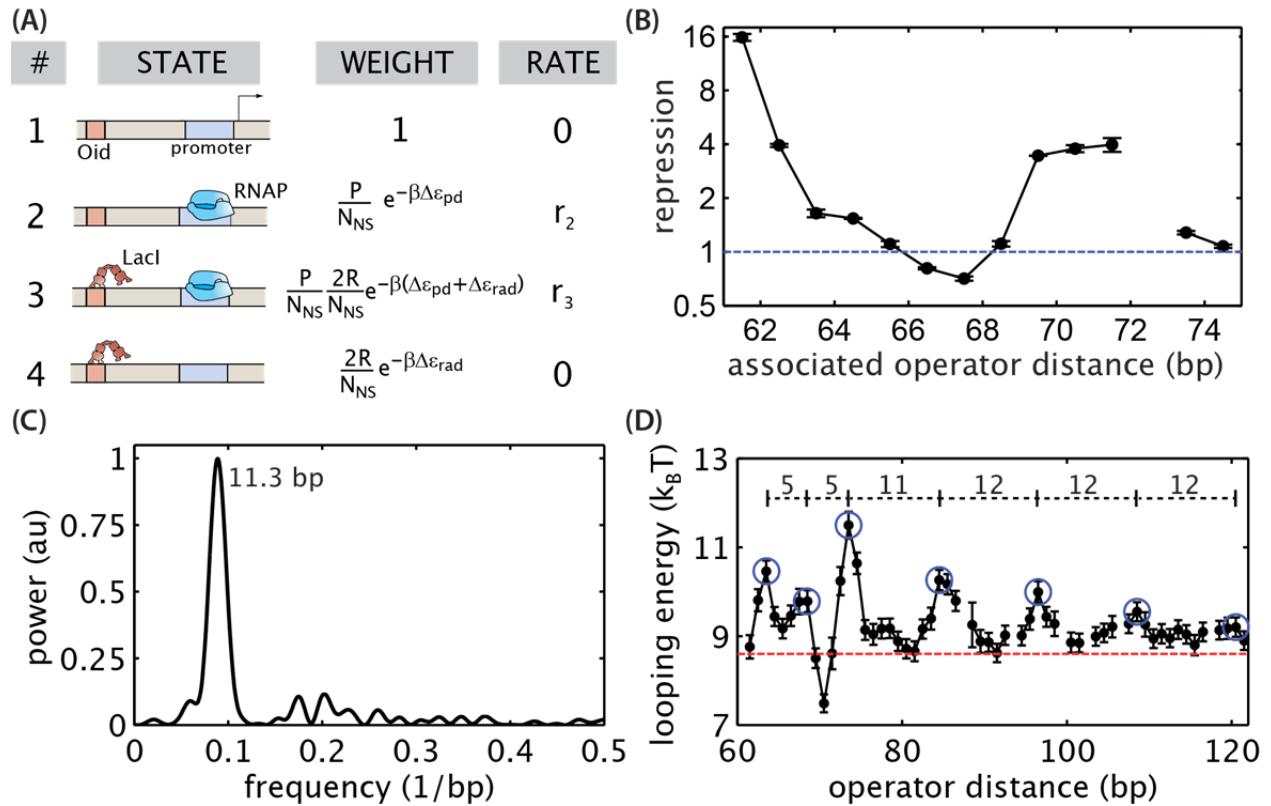 (A)
# STATE WEIGHT RATE
1 Oid promoter 1 0
2 RNAP P/N_NS e^−βΔε_pd r₂
3 LacI P/N_NS 2R/N_NS e^−β(Δε_pd+Δε_rad) r₃
4 2R/N_NS e^−βΔε_rad 0
(B)
repression
16
8
4
2
1
0.5
62 64 66 68 70 72 74
associated operator distance (bp)
(C)
power (au)
1
0.75
0.5
0.25
0
11.3 bp
0 0.1 0.2 0.3 0.4 0.5
frequency (1/bp)
(D)
looping energy (k_BT)
13
11
9
7
5 5 11 12 12 12
60 80 100 120
operator distance (bp)